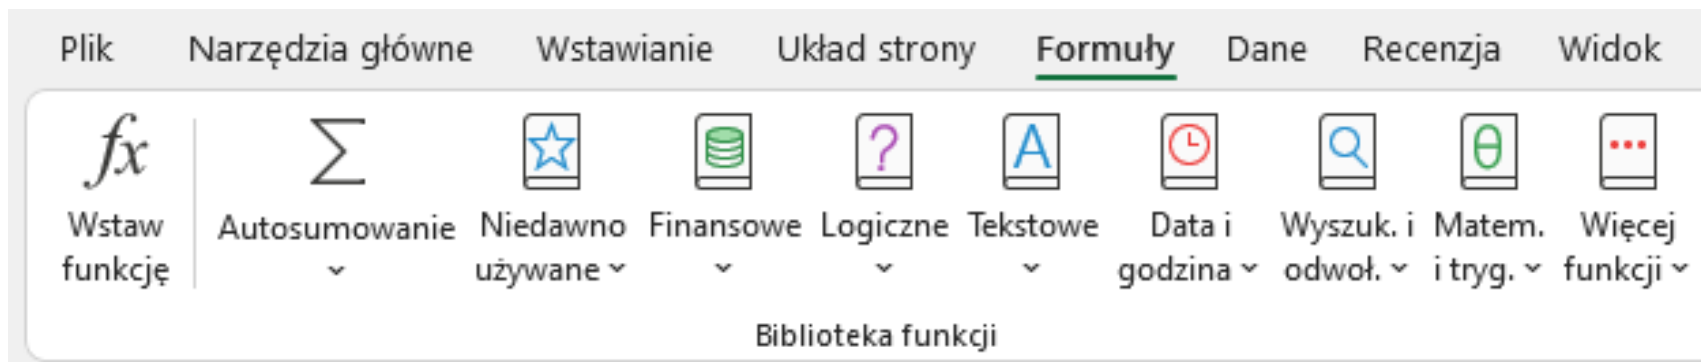 Plik Narzędzia główne Wstawianie Układ strony Formuły Dane Recenzja Widok
fx Σ A θ
Wstaw funkcję
Autosumowanie
Niedawno używane
Finansowe
Logiczne
Tekstowe
Data i godzina
Wyszuk. i odwoł.
Matem. i tryg.
Więcej funkcji
Biblioteka funkcji